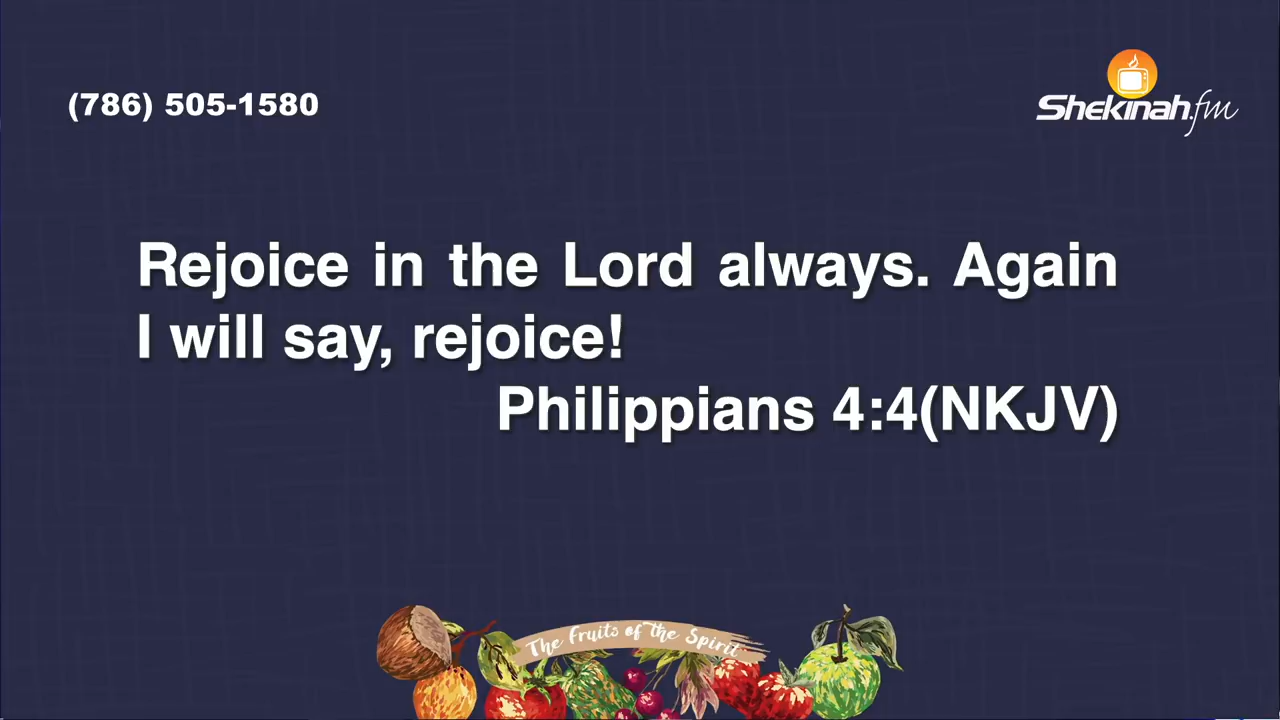 (786) 505-1580
Shekinah.fm
Rejoice in the Lord always. Again
I will say, rejoice!
Philippians 4:4(NKJV)
The Fruits of the Spirit